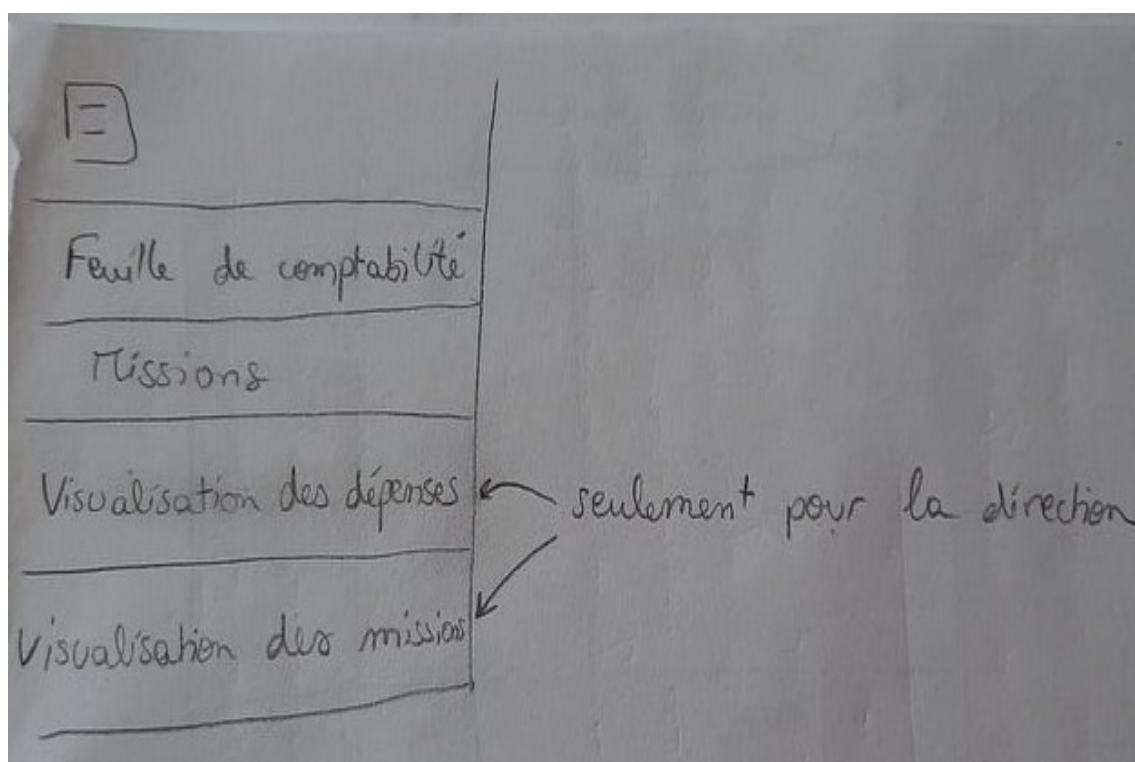 Feuille de comptabilité
Missions
Visualisation des dépenses
seulement pour la direction
Visualisation des missions